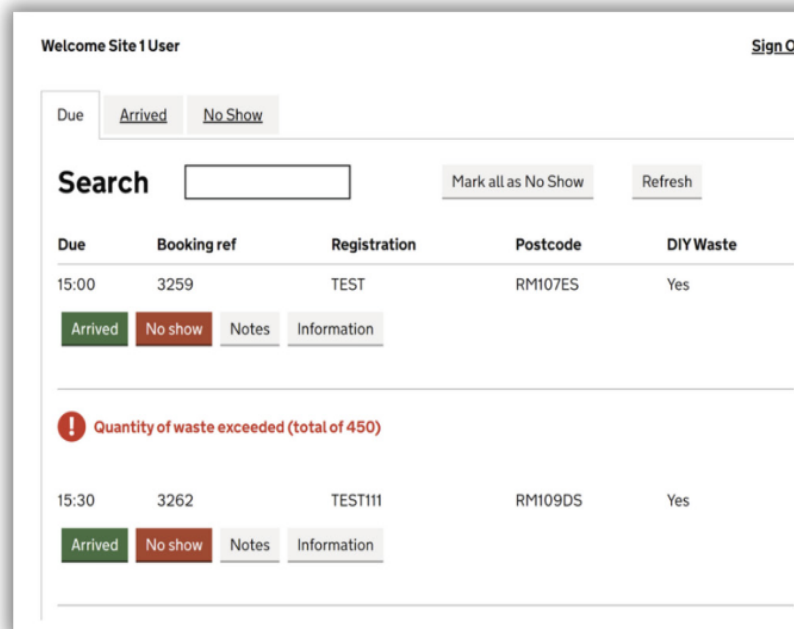 Welcome Site 1 User Sign O
Due Arrived No Show
Search Mark all as No Show Refresh
Due Booking ref Registration Postcode DIY Waste
15:00 3259 TEST RM107ES Yes
Arrived No show Notes Information
! Quantity of waste exceeded (total of 450)
15:30 3262 TEST111 RM109DS Yes
Arrived No show Notes Information